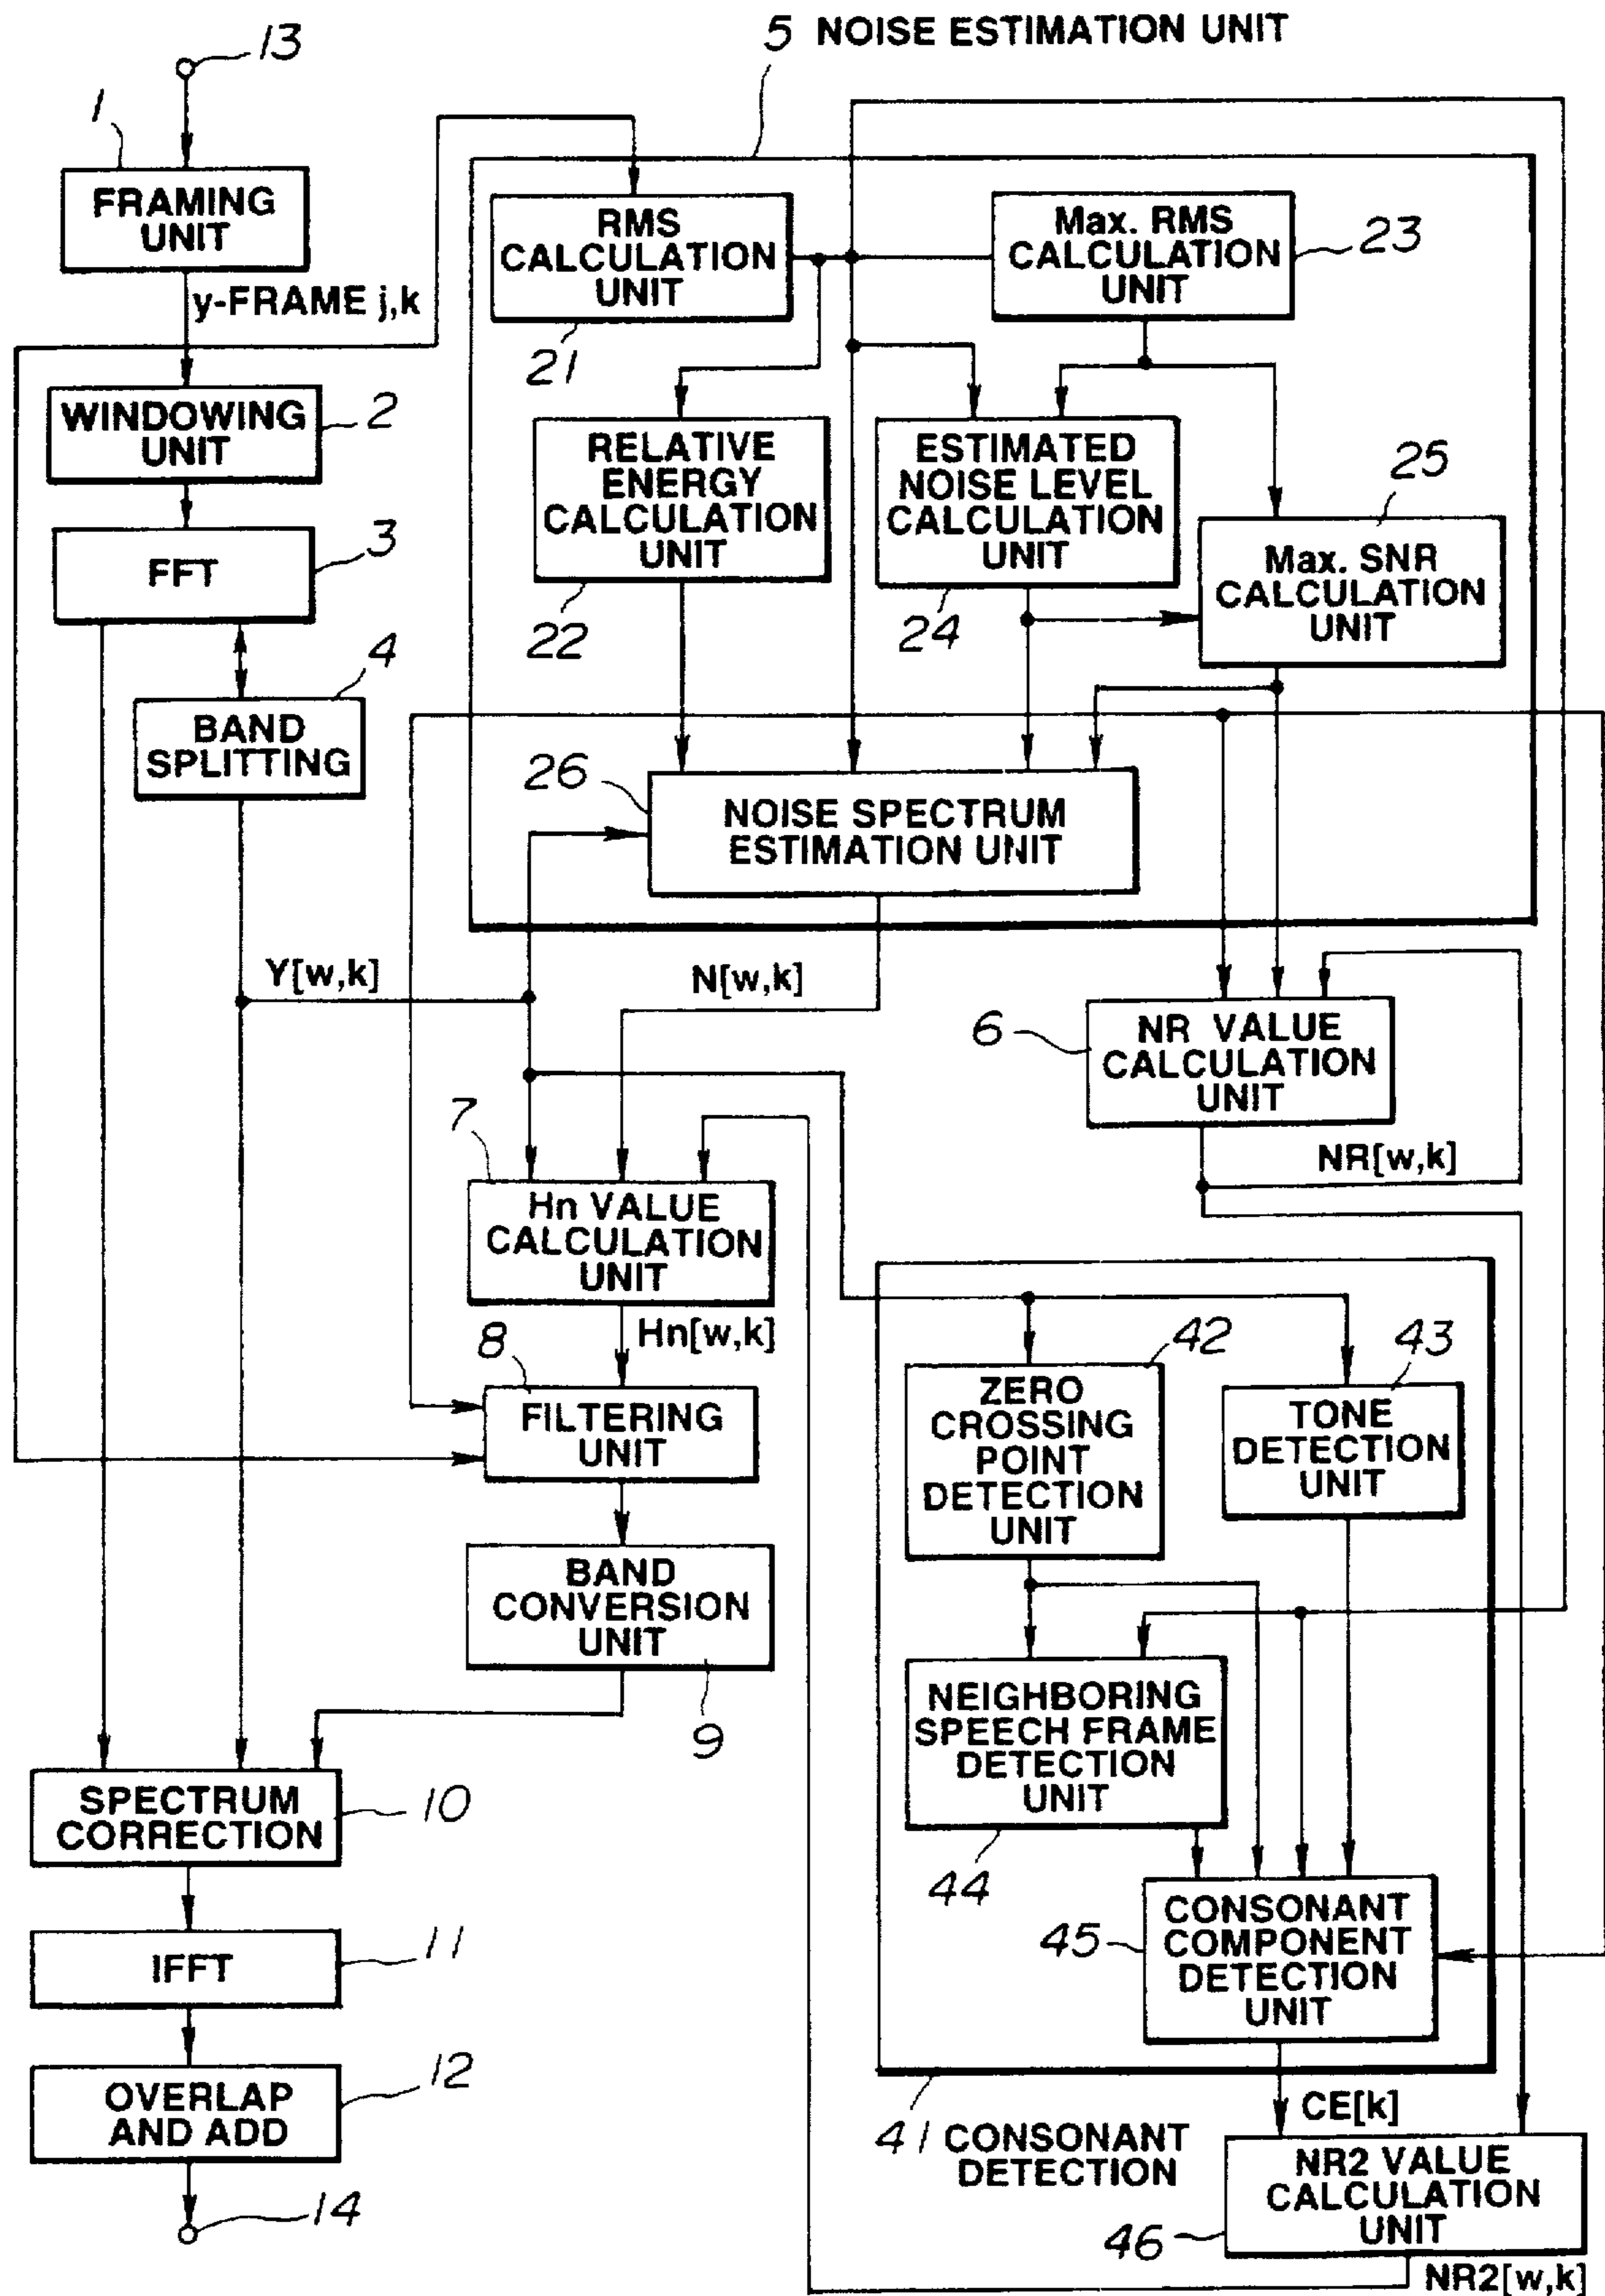 5 NOISE ESTIMATION UNIT
13
1
FRAMING
UNIT
y-FRAME j,k
RMS
CALCULATION
UNIT
21
Max. RMS
CALCULATION
UNIT
23
WINDOWING
UNIT
2
RELATIVE
ENERGY
CALCULATION
UNIT
22
ESTIMATED
NOISE LEVEL
CALCULATION
UNIT
24
25
Max. SNR
CALCULATION
UNIT
FFT
3
4
BAND
SPLITTING
26
NOISE SPECTRUM
ESTIMATION UNIT
Y[w,k]
N[w,k]
6
NR VALUE
CALCULATION
UNIT
NR[w,k]
7
Hn VALUE
CALCULATION
UNIT
Hn[w,k]
8
FILTERING
UNIT
42
ZERO
CROSSING
POINT
DETECTION
UNIT
43
TONE
DETECTION
UNIT
BAND
CONVERSION
UNIT
9
NEIGHBORING
SPEECH FRAME
DETECTION
UNIT
44
SPECTRUM
CORRECTION
10
45
CONSONANT
COMPONENT
DETECTION
UNIT
IFFT
11
OVERLAP
AND ADD
12
41 CONSONANT
DETECTION
CE[k]
NR2 VALUE
CALCULATION
UNIT
46
14
NR2[w,k]